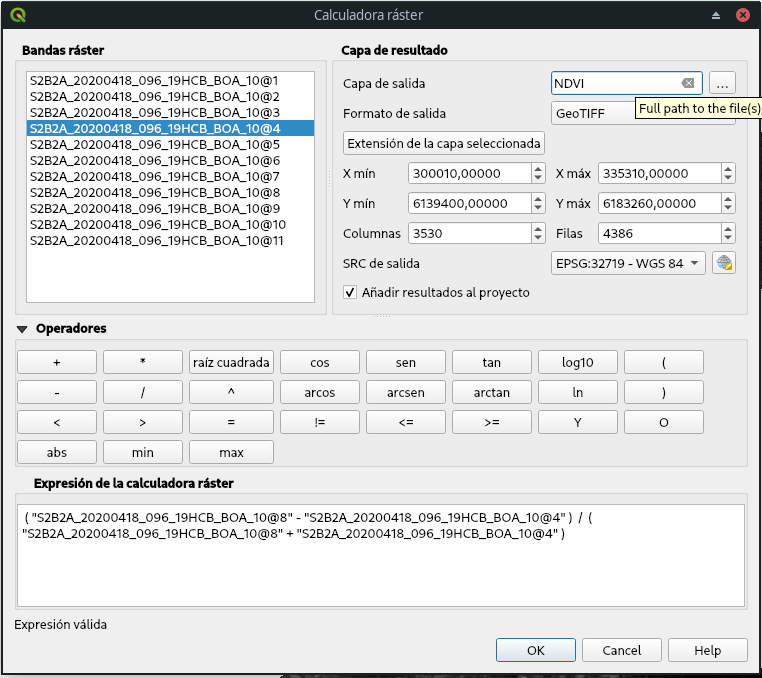 Calculadora ráster
Bandas ráster
S2B2A_20200418_096_19HCB_BOA_10@1
S2B2A_20200418_096_19HCB_BOA_10@2
S2B2A_20200418_096_19HCB_BOA_10@3
S2B2A_20200418_096_19HCB_BOA_10@4
S2B2A_20200418_096_19HCB_BOA_10@5
S2B2A_20200418_096_19HCB_BOA_10@6
S2B2A_20200418_096_19HCB_BOA_10@7
S2B2A_20200418_096_19HCB_BOA_10@8
S2B2A_20200418_096_19HCB_BOA_10@9
S2B2A_20200418_096_19HCB_BOA_10@10
S2B2A_20200418_096_19HCB_BOA_10@11
Capa de resultado
Capa de salida NDVI ...
Full path to the file(s)
Formato de salida GeoTIFF
Extensión de la capa seleccionada
X mín 300010,00000 X máx 335310,00000
Y mín 6139400,00000 Y máx 6183260,00000
Columnas 3530 Filas 4386
SRC de salida EPSG:32719 - WGS 84
Añadir resultados al proyecto
Operadores
+ * raíz cuadrada cos sen tan log10 (
- / ^ arcos arcsen arctan ln )
< > = != <= >= Y O
abs min max
Expresión de la calculadora ráster
( "S2B2A_20200418_096_19HCB_BOA_10@8" - "S2B2A_20200418_096_19HCB_BOA_10@4" ) / (
"S2B2A_20200418_096_19HCB_BOA_10@8" + "S2B2A_20200418_096_19HCB_BOA_10@4" )
Expresión válida
OK Cancel Help